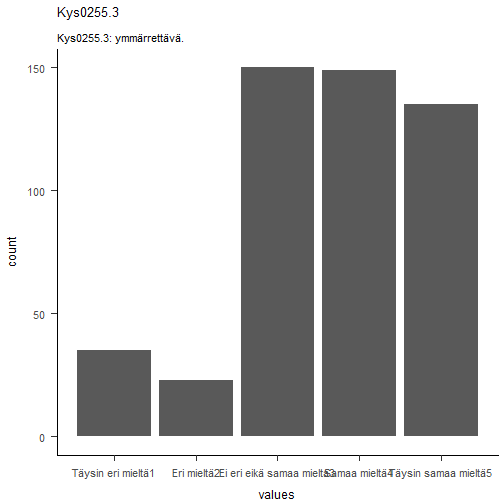 Kys0255.3
Kys0255.3: ymmärrettävä.
150
100
50
0
count
Täysin eri mieltä1 Eri mieltä2 Ei eri eikä samaa mieltä3 Samaa mieltä4 Täysin samaa mieltä5
values